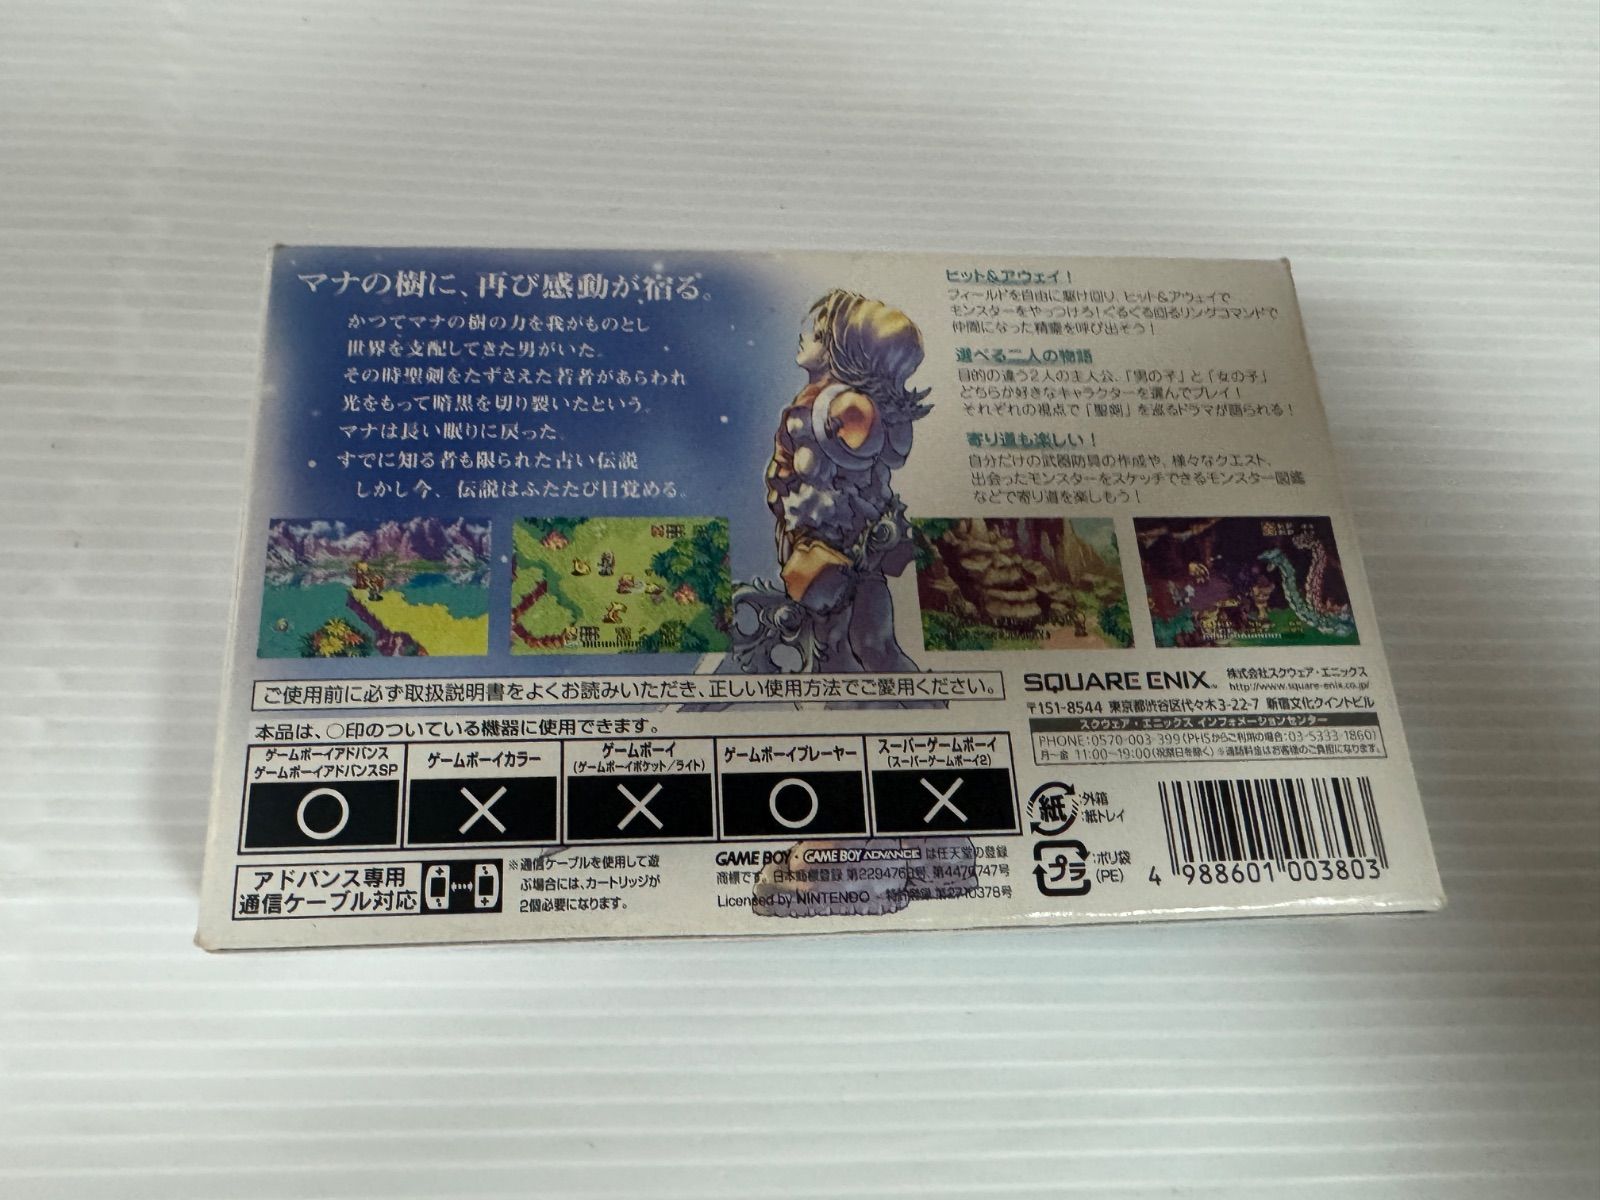 マナの樹に、再び感動が宿る。
かつてマナの樹の力を我がものとし
世界を支配してきた男がいた。
その時聖剣をたずさえた若者があらわれ
光をもって暗黒を切り裂いたという。
マナは長い眠りに戻った。
すでに知る者も限られた古い伝説
しかし今、伝説はふたたび目覚める。
ヒット&アウェイ!
フィールドを自由に駆け回り、ヒット&アウェイで
モンスターをやっつけろ!ぐるぐる回るリングコマンドで
仲間になった精霊を呼び出そう!
選べる二人の物語
目的の違う2人の主人公、「男の子」と「女の子」
どちらか好きなキャラクターを選んでプレイ!
それぞれの視点で「聖剣」を巡るドラマが語られる!
寄り道も楽しい!
自分だけの武器防具の作成や、様々なクエスト、
出会ったモンスターをスケッチできるモンスター図鑑
などで寄り道を楽しもう!
ご使用前に必ず取扱説明書をよくお読みいただき、正しい使用方法でご愛用ください。
本品は、○印のついている機器に使用できます。
ゲームボーイアドバンス
ゲームボーイアドバンスSP
ゲームボーイカラー
ゲームボーイ
(ゲームボーイポケット/ライト)
ゲームボーイプレーヤー
スーパーゲームボーイ
(スーパーゲームボーイ2)
○ × × ○ ×
アドバンス専用
通信ケーブル対応
※通信ケーブルを使用して遊
ぶ場合には、カートリッジが
2個必要になります。
GAME BOY・GAME BOY ADVANCE は任天堂の登録
商標です。日本商標登録
Licensed by NINTENDO
SQUARE ENIX™
株式会社スクウェア・エニックス
http://www.square-enix.co.jp/
〒151-8544 東京都渋谷区代々木3-22-7 新宿文化クイントビル
スクウェア・エニックス インフォメーションセンター
PHONE:0570-003-399(PHSからご利用の場合:03-5333-1860)
月~金 11:00~19:00(祝祭日を除く) ※通話料金はお客様のご負担になります。
紙
:外箱
:紙トレイ
プラ
:ポリ袋
(PE)
4 988601 003803